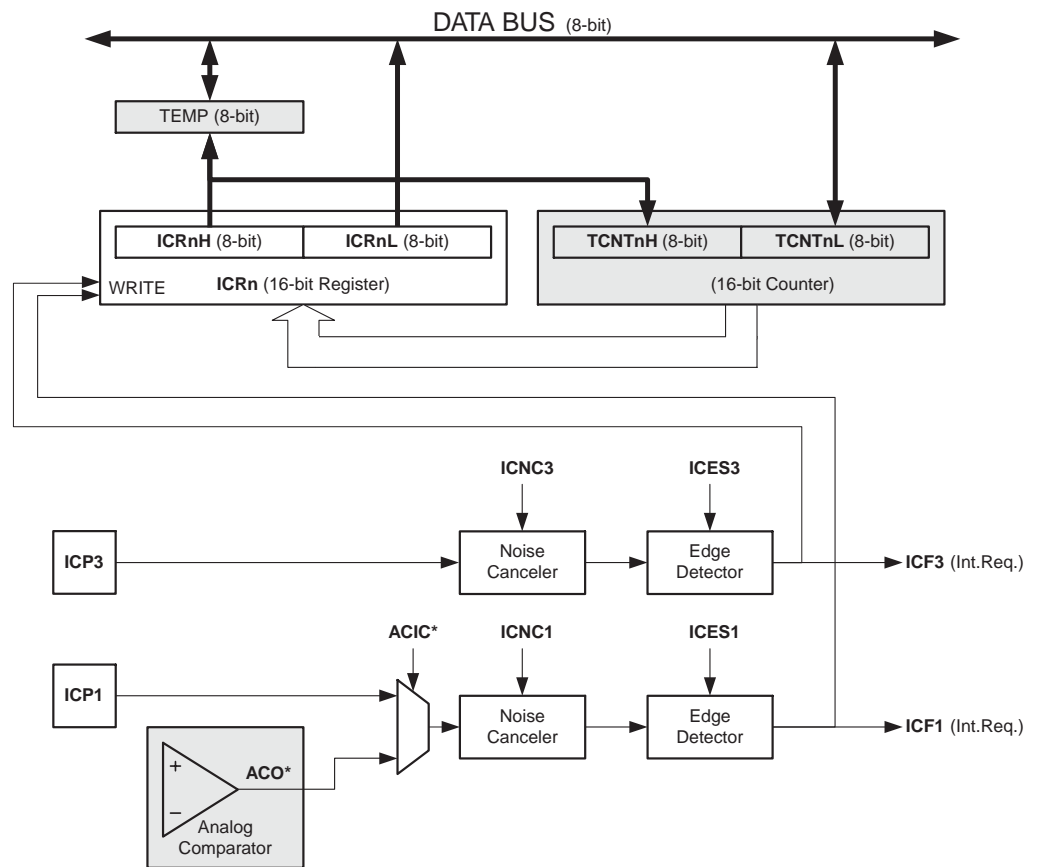 DATA BUS (8-bit)
TEMP (8-bit)
ICRnH (8-bit) ICRnL (8-bit)
TCNTnH (8-bit) TCNTnL (8-bit)
WRITE
ICRn (16-bit Register)
(16-bit Counter)
ICNC3
ICES3
ICP3
Noise
Canceler
Edge
Detector
ICF3 (Int.Req.)
ACIC*
ICNC1
ICES1
ICP1
Noise
Canceler
Edge
Detector
ICF1 (Int.Req.)
+
−
ACO*
Analog
Comparator